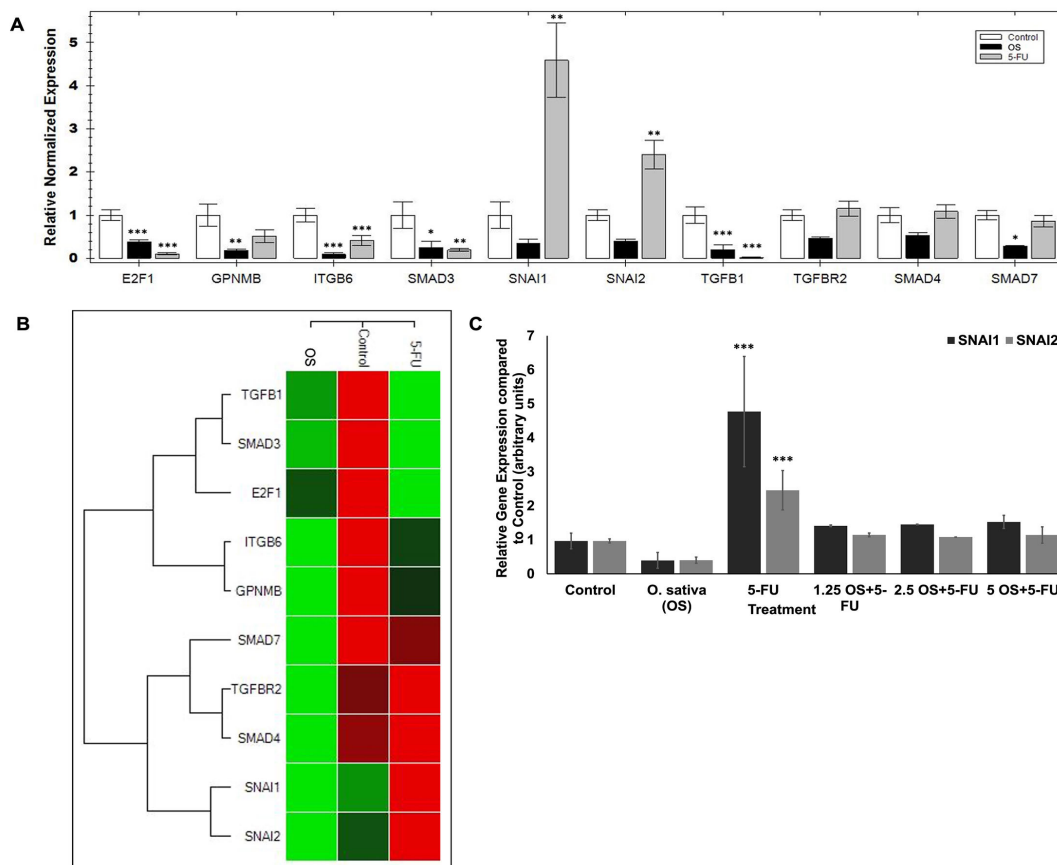 A
Relative Normalized Expression
5
4
3
2
1
0
Control
OS
5-FU
*** *** ** *** *** * ** ** ** *** *** *
E2F1 GPNMB ITGB6 SMAD3 SNAI1 SNAI2 TGFB1 TGFBR2 SMAD4 SMAD7
B
OS Control 5-FU
TGFB1
SMAD3
E2F1
ITGB6
GPNMB
SMAD7
TGFBR2
SMAD4
SNAI1
SNAI2
C
Relative Gene Expression compared
to Control (arbitrary units)
7
6
5
4
3
2
1
0
SNAI1 SNAI2
***
***
Control O. sativa 5-FU 1.25 OS+5- 2.5 OS+5-FU 5 OS+5-FU
(OS) Treatment FU